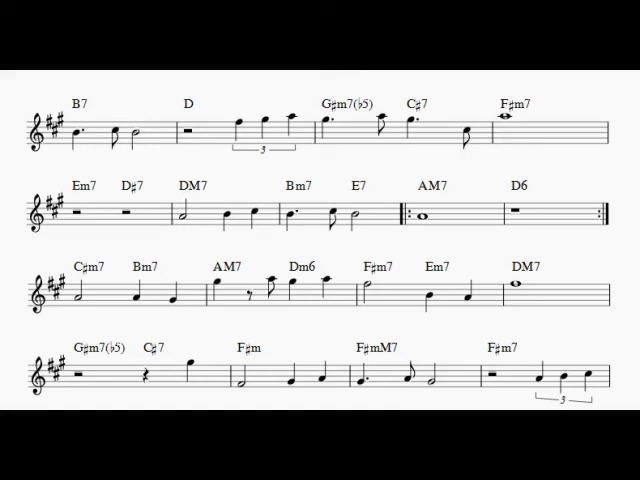 B7 D G♯m7(♭5) C♯7 F♯m7
3
Em7 D♯7 DM7 Bm7 E7 AM7 D6
C♯m7 Bm7 AM7 Dm6 F♯m7 Em7 DM7
G♯m7(♭5) C♯7 F♯m F♯mM7 F♯m7
3